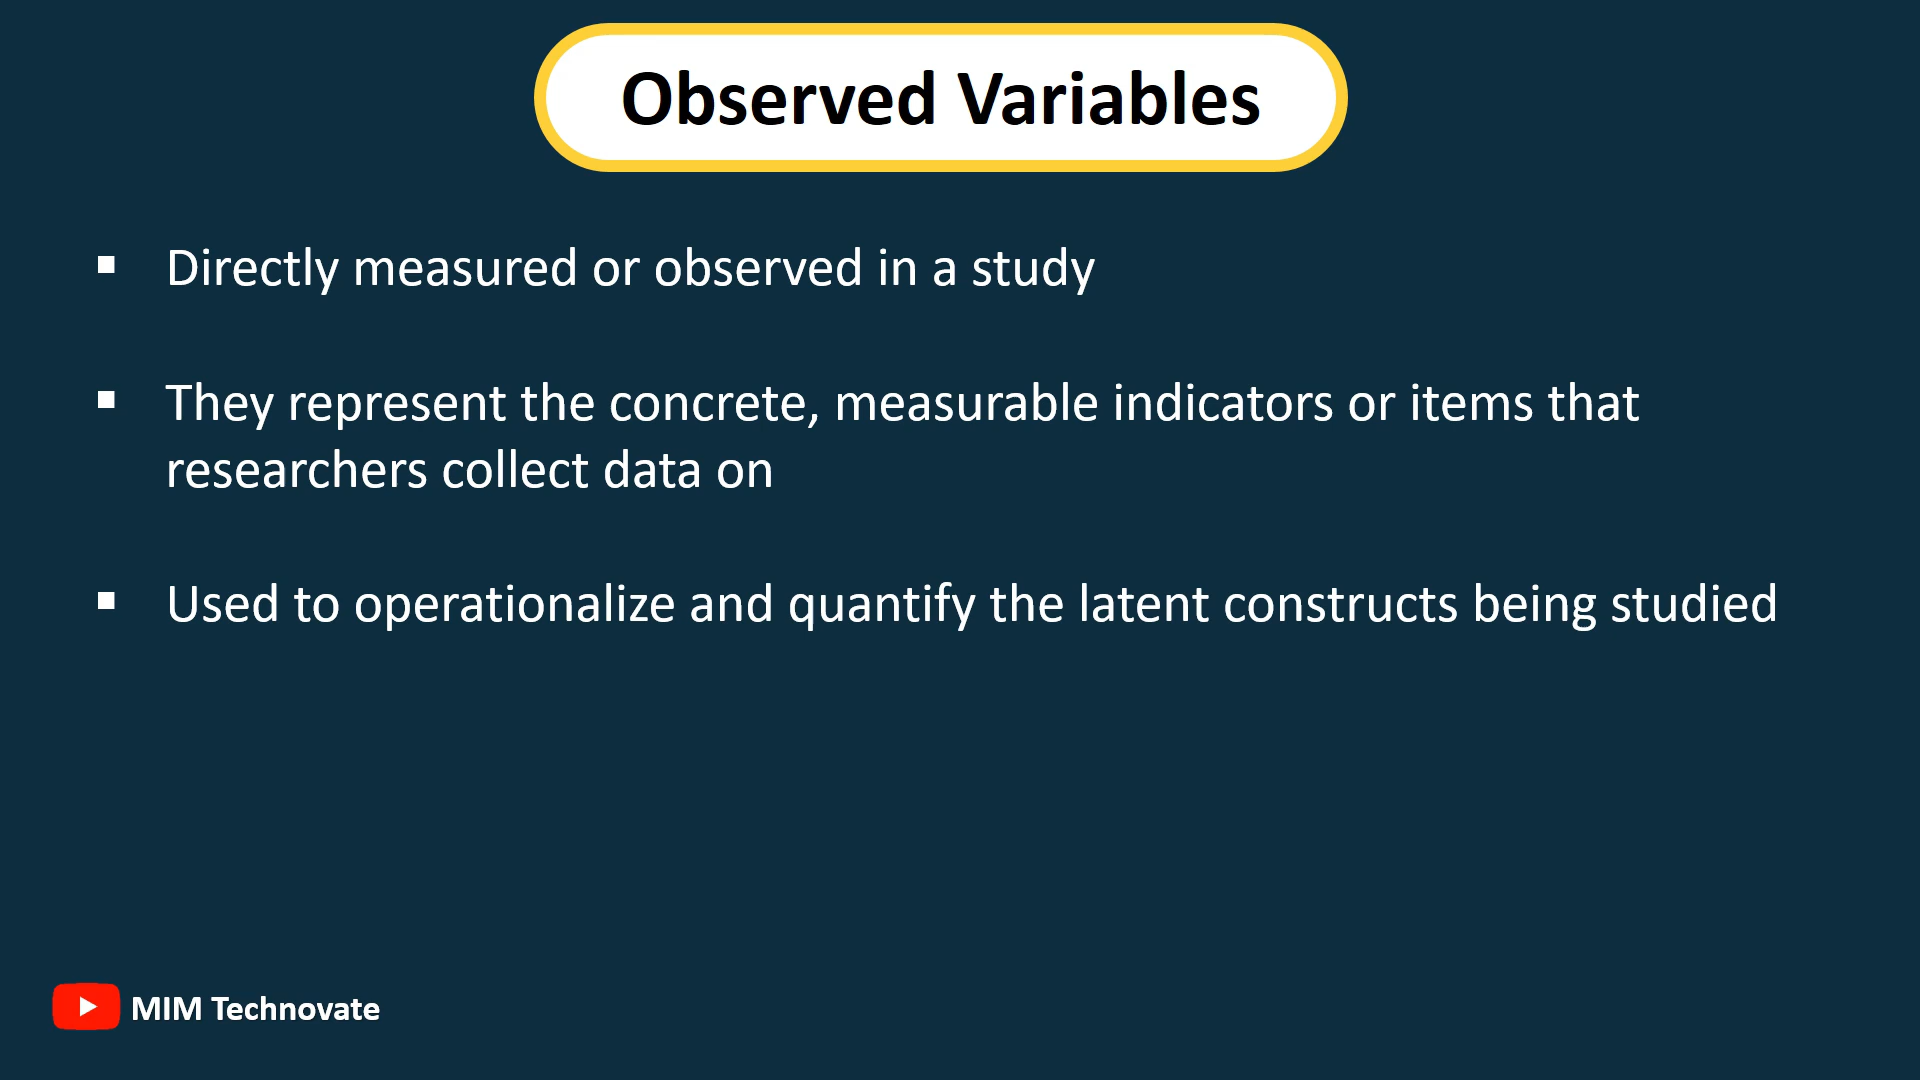 Observed Variables
▪ Directly measured or observed in a study
▪ They represent the concrete, measurable indicators or items that
researchers collect data on
▪ Used to operationalize and quantify the latent constructs being studied
MIM Technovate